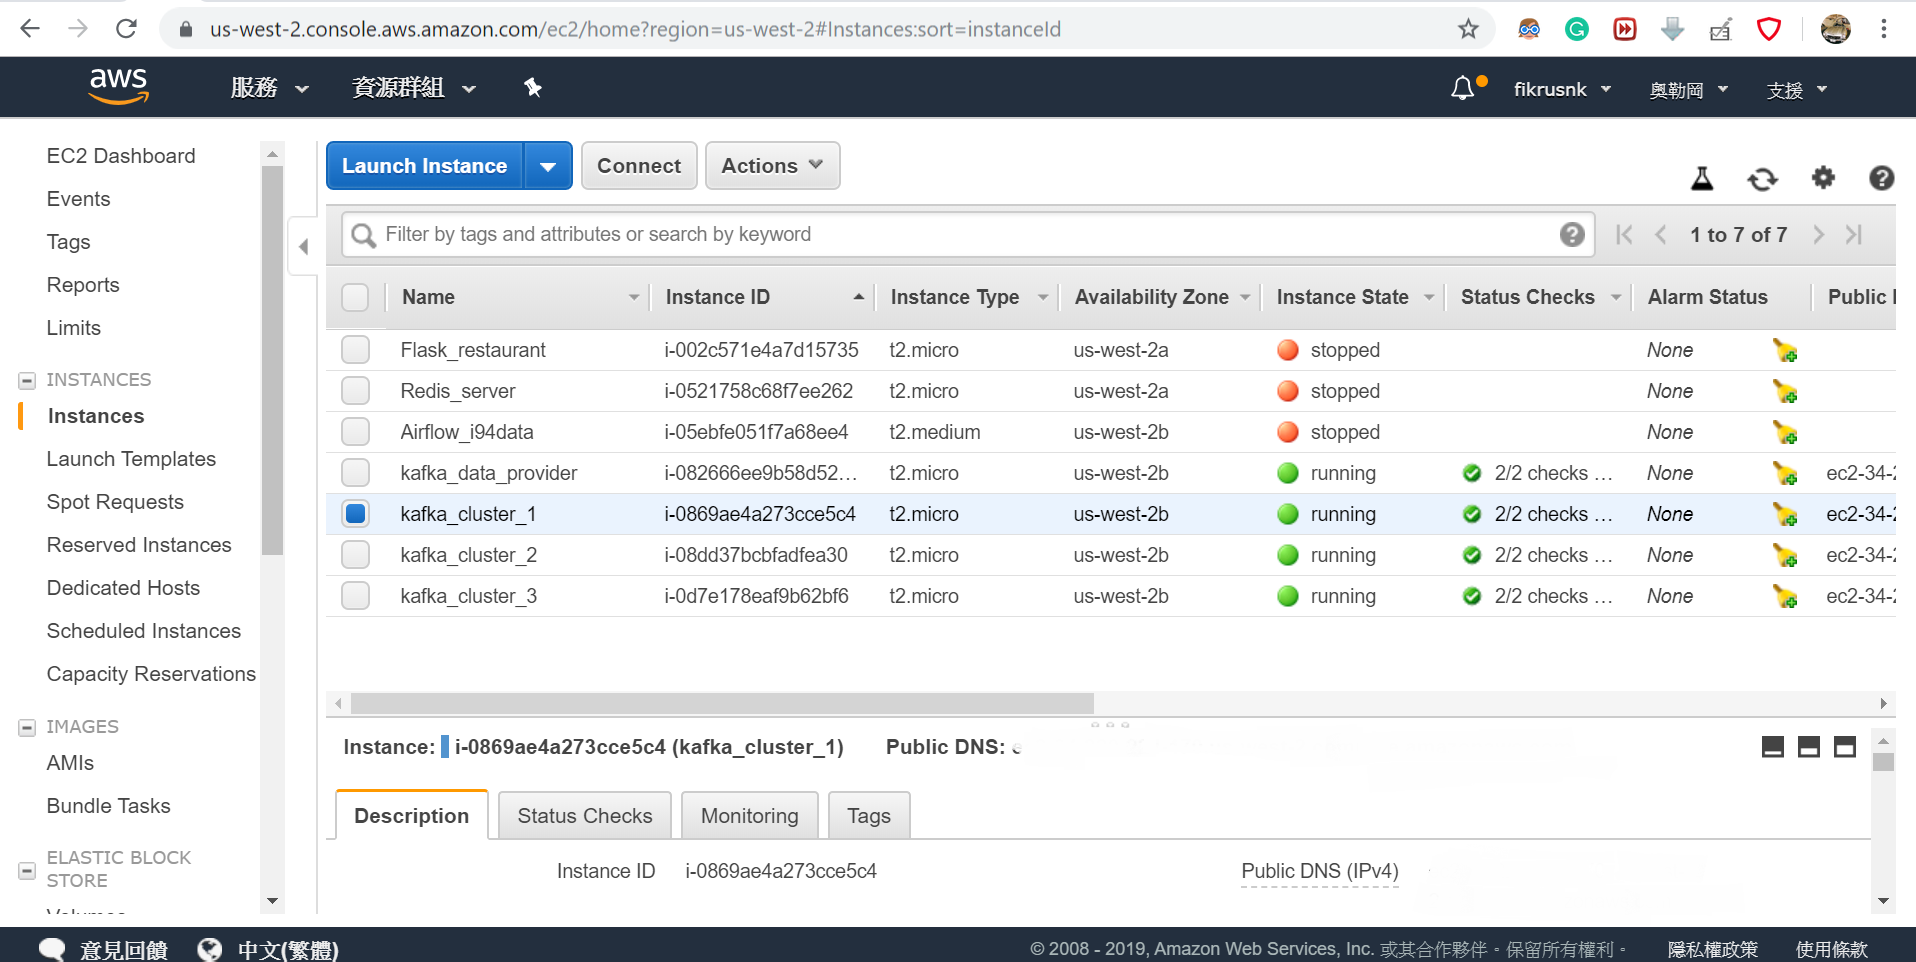 us-west-2.console.aws.amazon.com/ec2/home?region=us-west-2#Instances:sort=instanceId
aws 服務 資源群組 fikrusnk 奧勒岡 支援
EC2 Dashboard
Events
Tags
Reports
Limits
INSTANCES
Instances
Launch Templates
Spot Requests
Reserved Instances
Dedicated Hosts
Scheduled Instances
Capacity Reservations
IMAGES
AMIs
Bundle Tasks
ELASTIC BLOCK
STORE
Volumes
Launch Instance Connect Actions
Filter by tags and attributes or search by keyword 1 to 7 of 7
Name Instance ID Instance Type Availability Zone Instance State Status Checks Alarm Status Public
Flask_restaurant i-002c571e4a7d15735 t2.micro us-west-2a stopped None
Redis_server i-0521758c68f7ee262 t2.micro us-west-2a stopped None
Airflow_i94data i-05ebfe051f7a68ee4 t2.medium us-west-2b stopped None
kafka_data_provider i-082666ee9b58d52… t2.micro us-west-2b running 2/2 checks … None ec2-34-2
kafka_cluster_1 i-0869ae4a273cce5c4 t2.micro us-west-2b running 2/2 checks … None ec2-34-2
kafka_cluster_2 i-08dd37bcbfadfea30 t2.micro us-west-2b running 2/2 checks … None ec2-34-2
kafka_cluster_3 i-0d7e178eaf9b62bf6 t2.micro us-west-2b running 2/2 checks … None ec2-34-2
Instance: i-0869ae4a273cce5c4 (kafka_cluster_1) Public DNS:
Description Status Checks Monitoring Tags
Instance ID i-0869ae4a273cce5c4 Public DNS (IPv4)
意見回饋 中文(繁體) © 2008 - 2019, Amazon Web Services, Inc. 或其合作夥伴。保留所有權利。 隱私權政策 使用條款